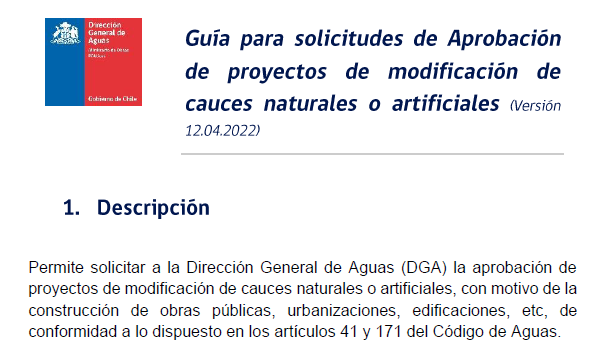 Dirección
General de
Aguas
Ministerio de Obras
Públicas
Gobierno de Chile
Guía para solicitudes de Aprobación
de proyectos de modificación de
cauces naturales o artificiales (Versión
12.04.2022)
1. Descripción
Permite solicitar a la Dirección General de Aguas (DGA) la aprobación de
proyectos de modificación de cauces naturales o artificiales, con motivo de la
construcción de obras públicas, urbanizaciones, edificaciones, etc, de
conformidad a lo dispuesto en los artículos 41 y 171 del Código de Aguas.